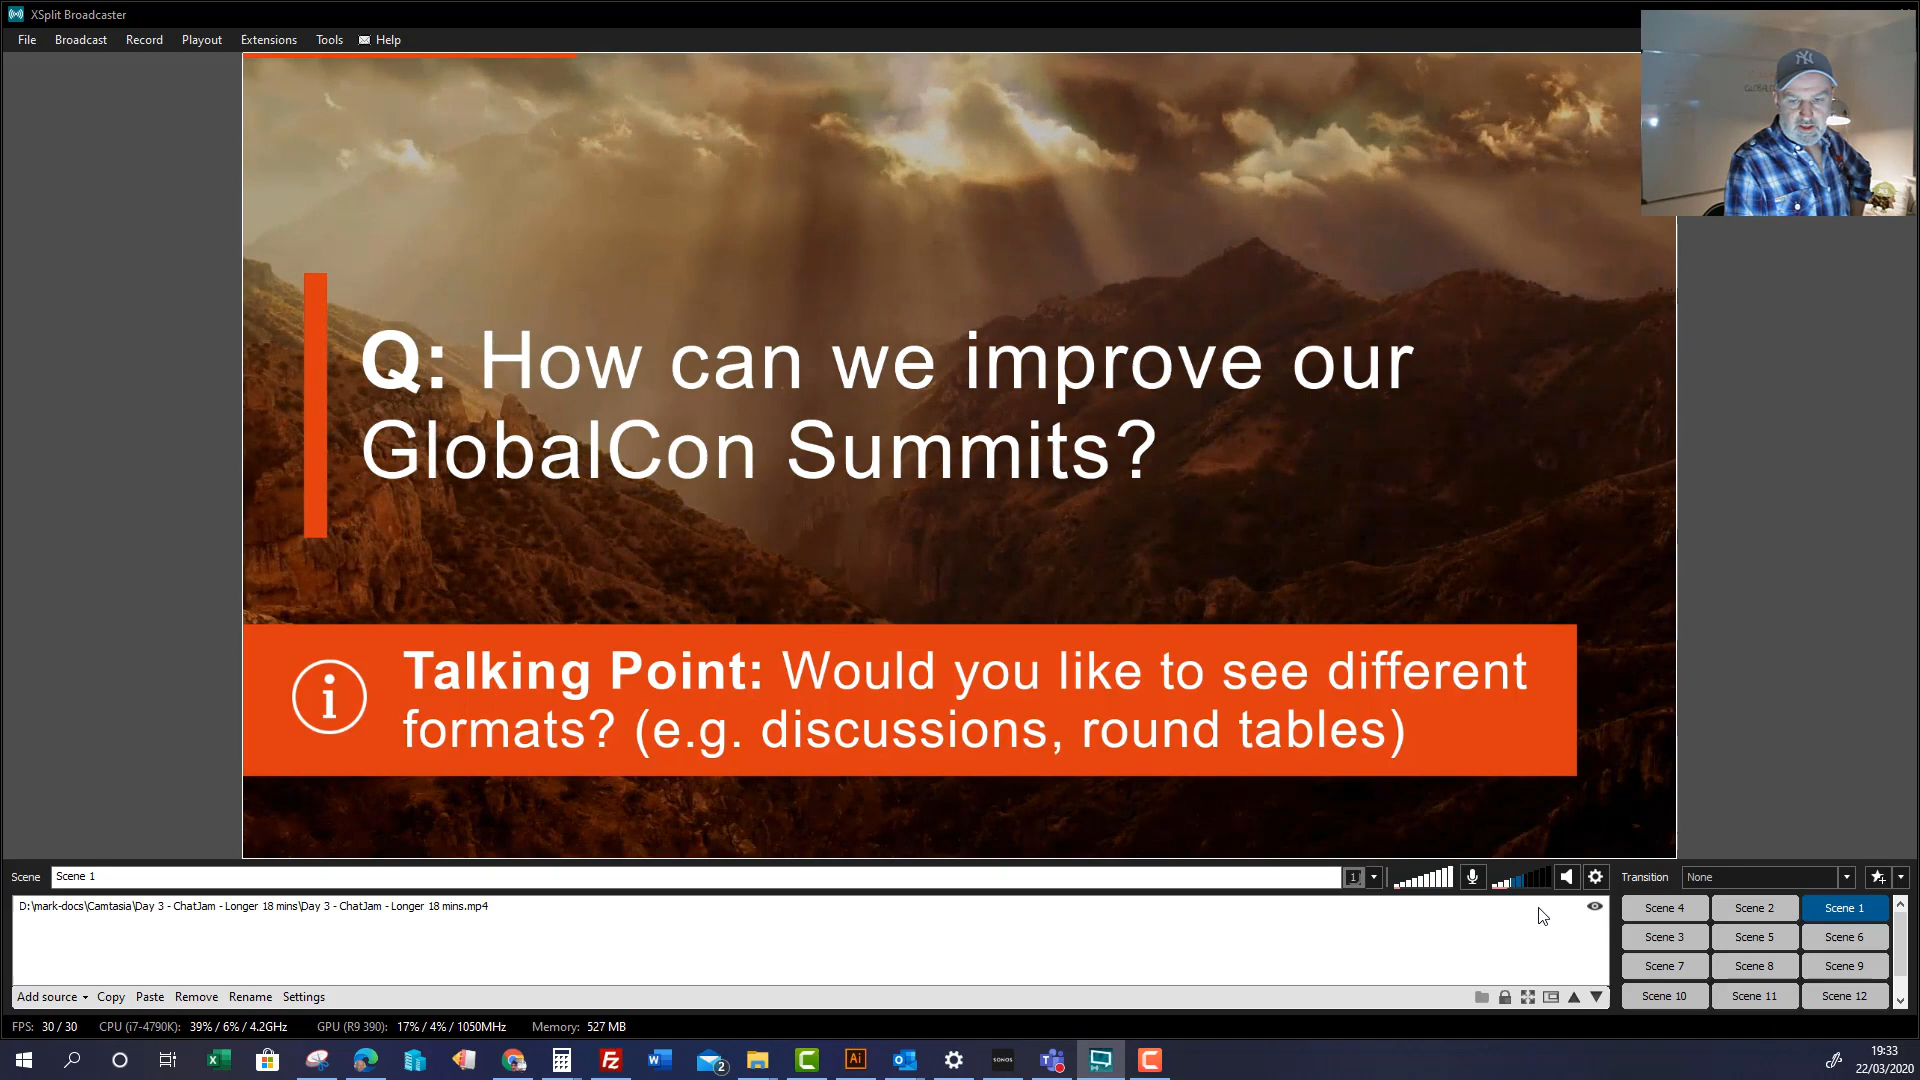 XSplit Broadcaster
File Broadcast Record Playout Extensions Tools Help
Q: How can we improve our
GlobalCon Summits?
Talking Point: Would you like to see different
formats? (e.g. discussions, round tables)
Scene Scene 1 1 Transition None
D:\mark-docs\Camtasia\Day 3 - ChatJam - Longer 18 mins\Day 3 - ChatJam - Longer 18 mins.mp4
Scene 4 Scene 2 Scene 1
Scene 3 Scene 5 Scene 6
Scene 7 Scene 8 Scene 9
Scene 10 Scene 11 Scene 12
Add source Copy Paste Remove Rename Settings
FPS: 30 / 30 CPU (i7-4790K): 39% / 6% / 4.2GHz GPU (R9 390): 17% / 4% / 1050MHz Memory: 527 MB
2 Ai SONOS
19:33
22/03/2020